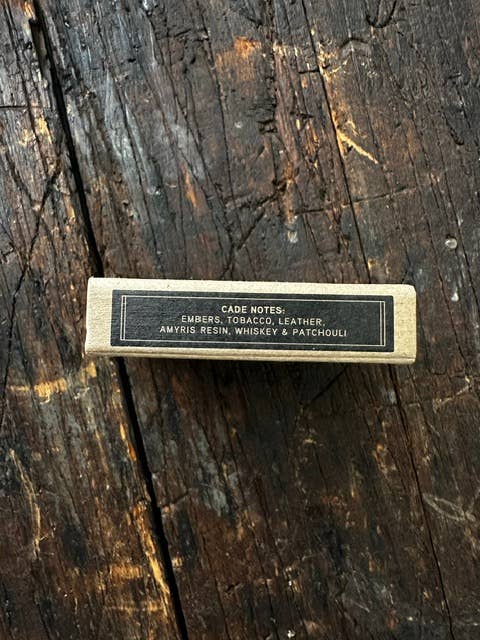 CADE NOTES:
EMBERS, TOBACCO, LEATHER,
AMYRIS RESIN, WHISKEY & PATCHOULI